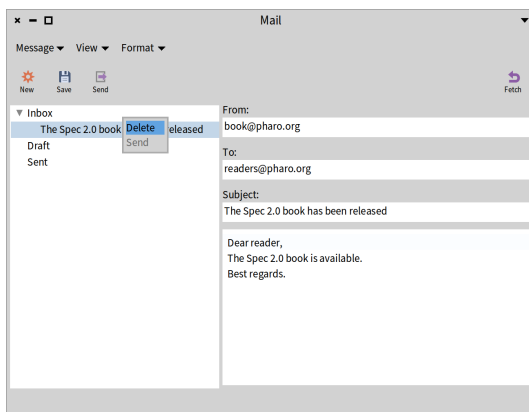 Mail
Message View Format
New Save Send Fetch
Inbox
The Spec 2.0 book eleased
Delete
Send
Draft
Sent
From:
book@pharo.org
To:
readers@pharo.org
Subject:
The Spec 2.0 book has been released
Dear reader,
The Spec 2.0 book is available.
Best regards.